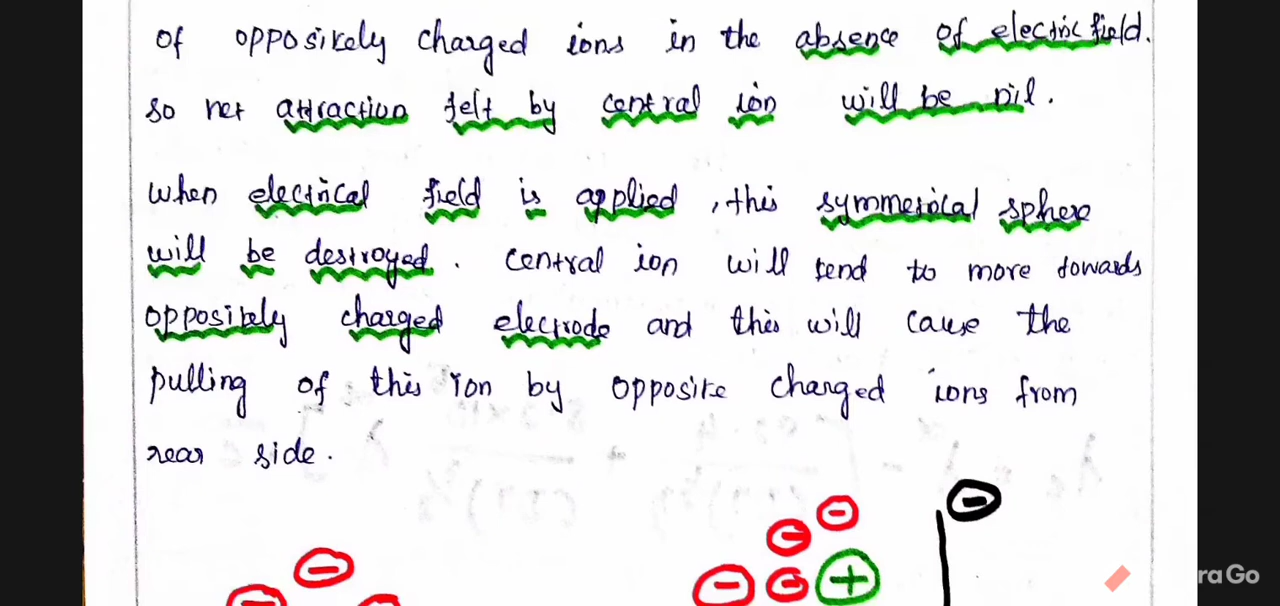 of oppositely charged ions in the absence of electric field.
so net attraction felt by central ion will be nil.
when electrical field is applied, this symmetrical sphere
will be destroyed. central ion will tend to move towards
oppositely charged electrode and this will cause the
pulling of this ion by opposite charged ions from
rear side.
- - -
- - - - + -
ra Go